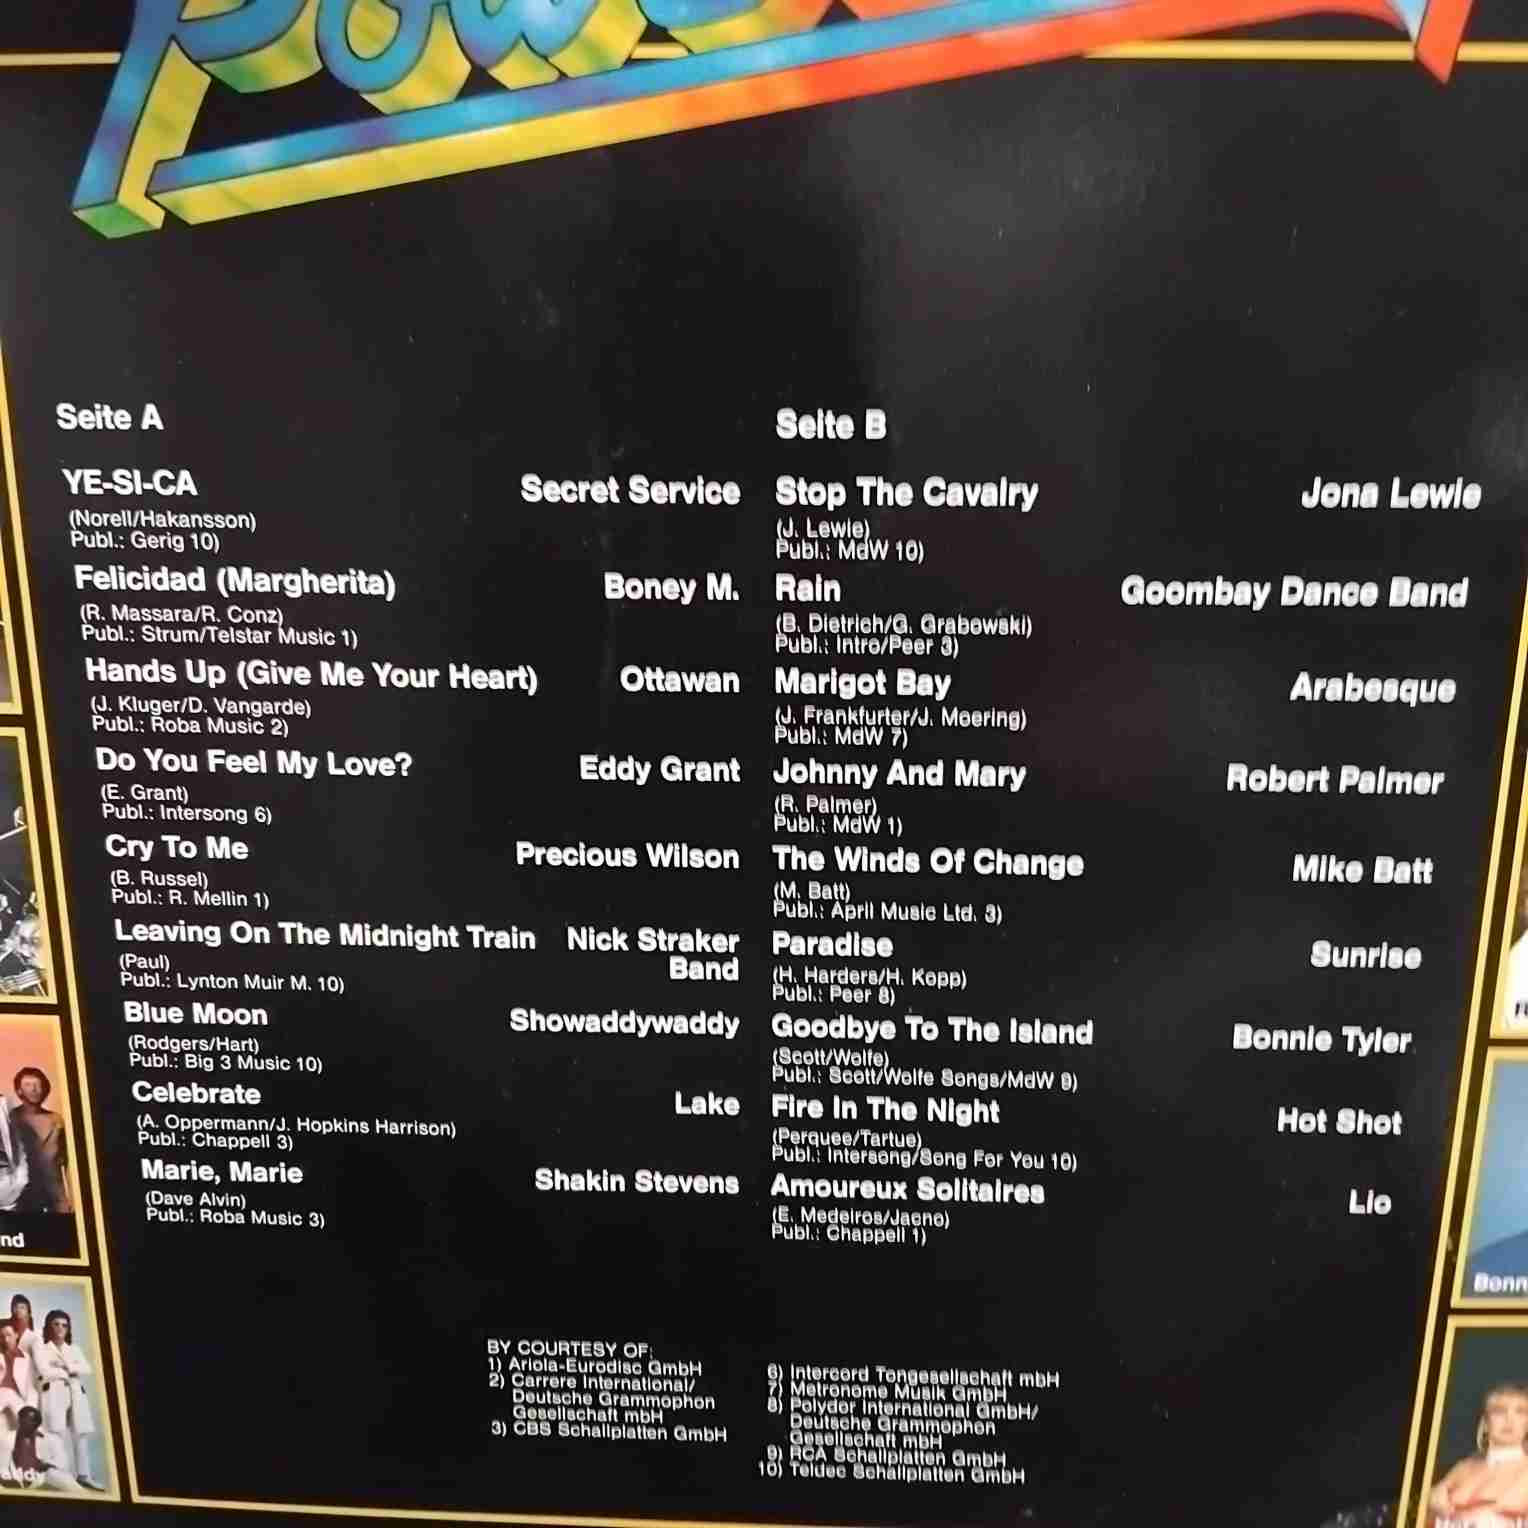 Power
Seite A
YE-SI-CA Secret Service
(Norell/Hakansson)
Publ.: Gerig 10)
Felicidad (Margherita) Boney M.
(R. Massara/R. Conz)
Publ.: Strum/Telstar Music 1)
Hands Up (Give Me Your Heart) Ottawan
(J. Kluger/D. Vangarde)
Publ.: Roba Music 2)
Do You Feel My Love? Eddy Grant
(E. Grant)
Publ.: Intersong 6)
Cry To Me Precious Wilson
(B. Russel)
Publ.: R. Mellin 1)
Leaving On The Midnight Train Nick Straker
Band
(Paul)
Publ.: Lynton Muir M. 10)
Blue Moon Showaddywaddy
(Rodgers/Hart)
Publ.: Big 3 Music 10)
Celebrate Lake
(A. Oppermann/J. Hopkins Harrison)
Publ.: Chappell 3)
Marie, Marie Shakin Stevens
(Dave Alvin)
Publ.: Roba Music 3)
Seite B
Stop The Cavalry Jona Lewie
(J. Lewie)
Publ.: MdW 10)
Rain Goombay Dance Band
(B. Dietrich/G. Grabowski)
Publ.: Intro/Peer 3)
Marigot Bay Arabesque
(J. Frankfurter/J. Moering)
Publ.: MdW 7)
Johnny And Mary Robert Palmer
(R. Palmer)
Publ.: MdW 1)
The Winds Of Change Mike Batt
(M. Batt)
Publ.: April Music Ltd. 3)
Paradise Sunrise
(H. Harders/H. Kopp)
Publ.: Peer 8)
Goodbye To The Island Bonnie Tyler
(Scott/Wolfe)
Publ.: Scott/Wolfe Songs/MdW 9)
Fire In The Night Hot Shot
(Perquee/Tartue)
Publ.: Intersong/Song For You 10)
Amoureux Solitaires Lio
(E. Medeiros/Jacno)
Publ.: Chappell 1)
BY COURTESY OF:
1) Ariola-Eurodisc GmbH
2) Carrere International/
Deutsche Grammophon
Gesellschaft mbH
3) CBS Schallplatten GmbH
6) Intercord Tongesellschaft mbH
7) Metronome Musik GmbH
8) Polydor International GmbH/
Deutsche Grammophon
Gesellschaft mbH
9) RCA Schallplatten GmbH
10) Teldec Schallplatten GmbH
nd
addy
Bonn